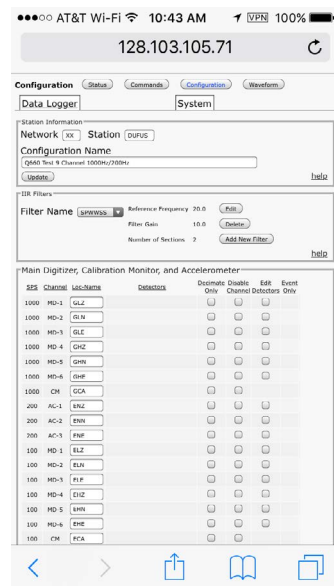 AT&T Wi-Fi 10:43 AM VPN 100%
128.103.105.71
Configuration Status Commands Configuration Waveform
Data Logger System
Station Information
Network XX Station DUFUS
Configuration Name
Q660 Test 9 Channel 1000Hz/200Hz
Update help
IIR Filters
Filter Name SPWWSS Reference Frequency 20.0 Edit
Filter Gain 10.0 Delete
Number of Sections 2 Add New Filter
help
Main Digitizer, Calibration Monitor, and Accelerometer
SPS Channel Loc-Name Detectors Decimate Only Disable Channel Edit Detectors Event Only
1000 MD-1 GLZ
1000 MD-2 GLN
1000 MD-3 GLE
1000 MD-4 GHZ
1000 MD-5 GHN
1000 MD-6 GHE
1000 CM GCA
200 AC-1 ENZ
200 AC-2 ENN
200 AC-3 ENE
100 MD-1 ELZ
100 MD-2 ELN
100 MD-3 ELE
100 MD-4 EHZ
100 MD-5 EHN
100 MD-6 EHE
100 CM ECA